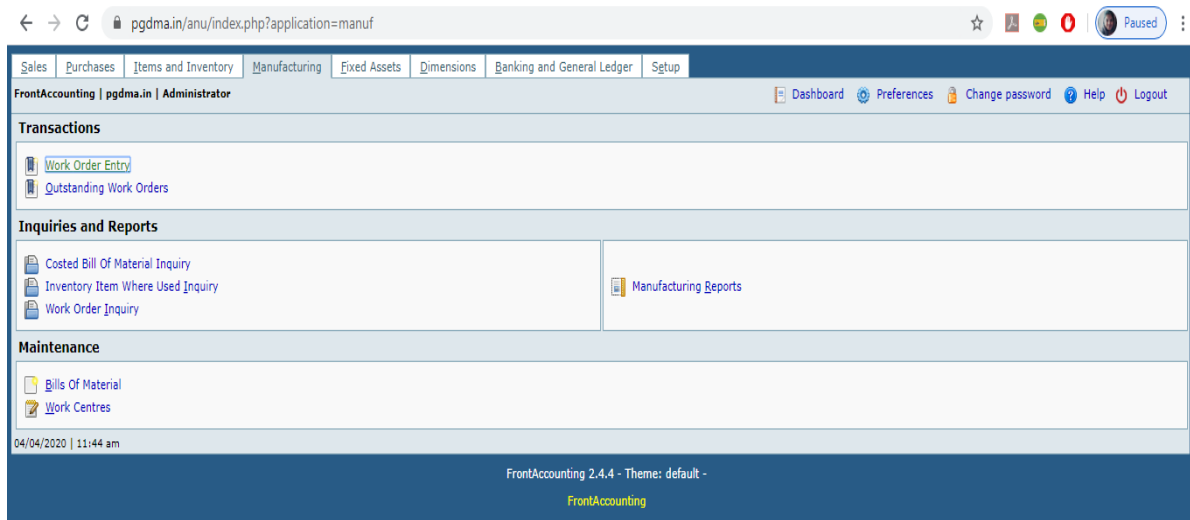 pgdma.in/anu/index.php?application=manuf Paused
Sales Purchases Items and Inventory Manufacturing Fixed Assets Dimensions Banking and General Ledger Setup
FrontAccounting | pgdma.in | Administrator Dashboard Preferences Change password Help Logout
Transactions
Work Order Entry
Outstanding Work Orders
Inquiries and Reports
Costed Bill Of Material Inquiry
Inventory Item Where Used Inquiry
Work Order Inquiry
Manufacturing Reports
Maintenance
Bills Of Material
Work Centres
04/04/2020 | 11:44 am
FrontAccounting 2.4.4 - Theme: default -
FrontAccounting